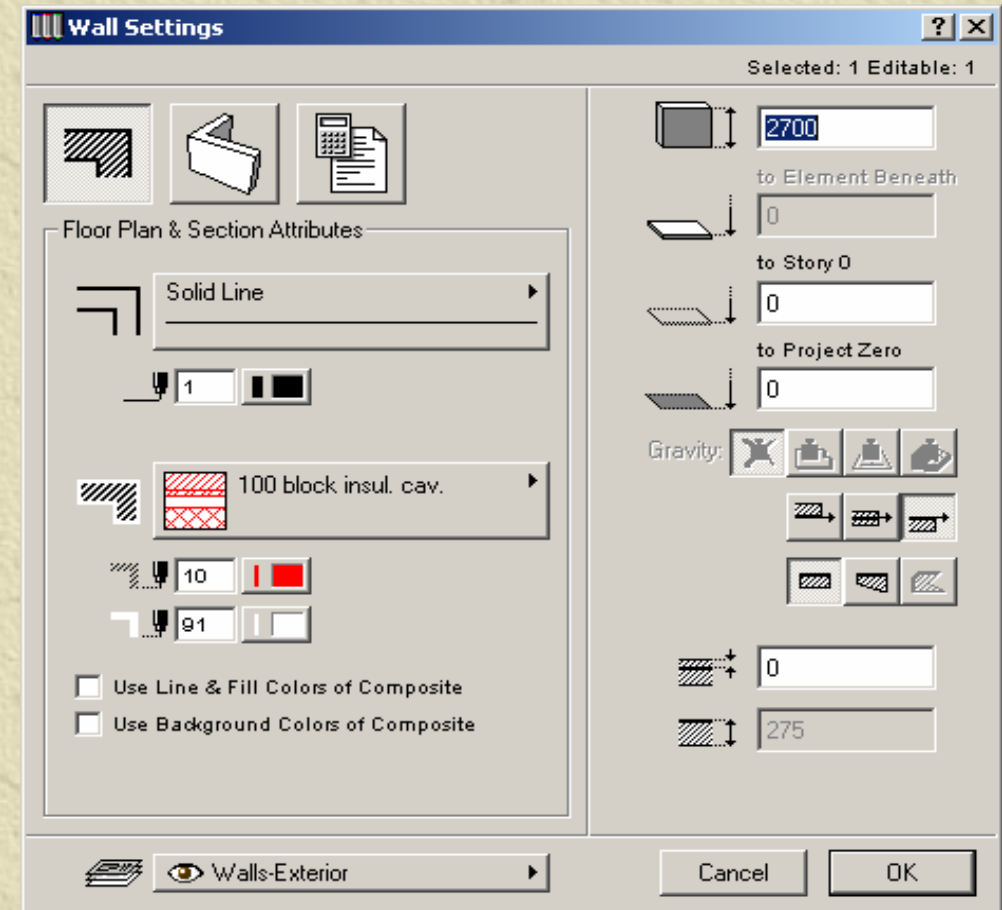 Wall Settings
Selected: 1 Editable: 1
2700
to Element Beneath
0
Floor Plan & Section Attributes
to Story 0
Solid Line
0
to Project Zero
1
0
Gravity:
100 block insul. cav.
10
91
0
Use Line & Fill Colors of Composite
Use Background Colors of Composite
275
Walls-Exterior
Cancel
OK